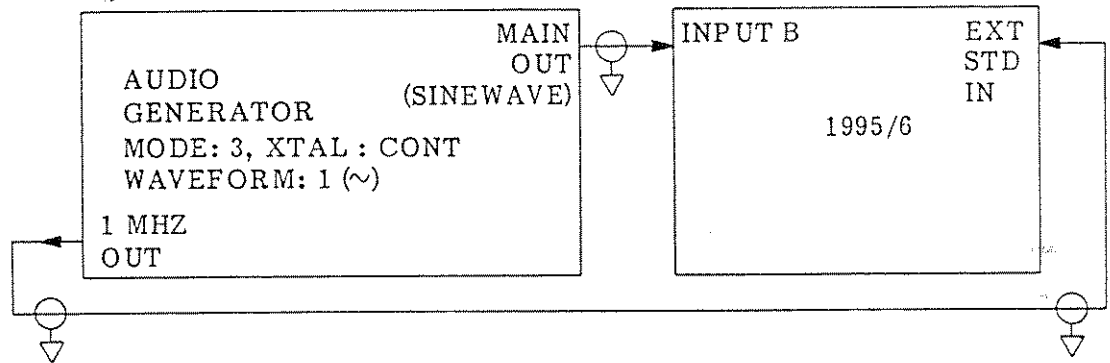 MAIN
OUT
(SINEWAVE)
AUDIO
GENERATOR
MODE: 3, XTAL : CONT
WAVEFORM: 1 (~)
1 MHZ
OUT
INPUT B
EXT
STD
IN
1995/6